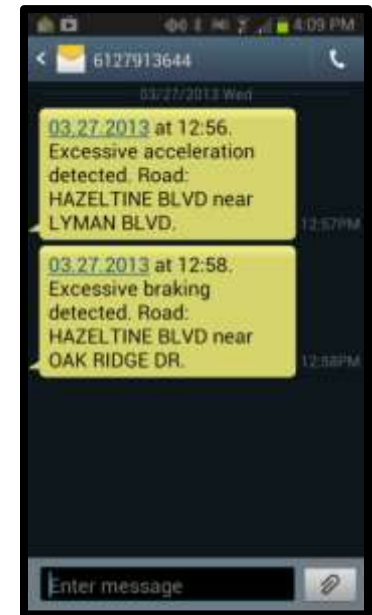 4:09 PM
6127913644
03/27/2013 Wed
03.27.2013 at 12:56.
Excessive acceleration
detected. Road:
HAZELTINE BLVD near
LYMAN BLVD.
12:57PM
03.27.2013 at 12:58.
Excessive braking
detected. Road:
HAZELTINE BLVD near
OAK RIDGE DR.
12:58PM
Enter message